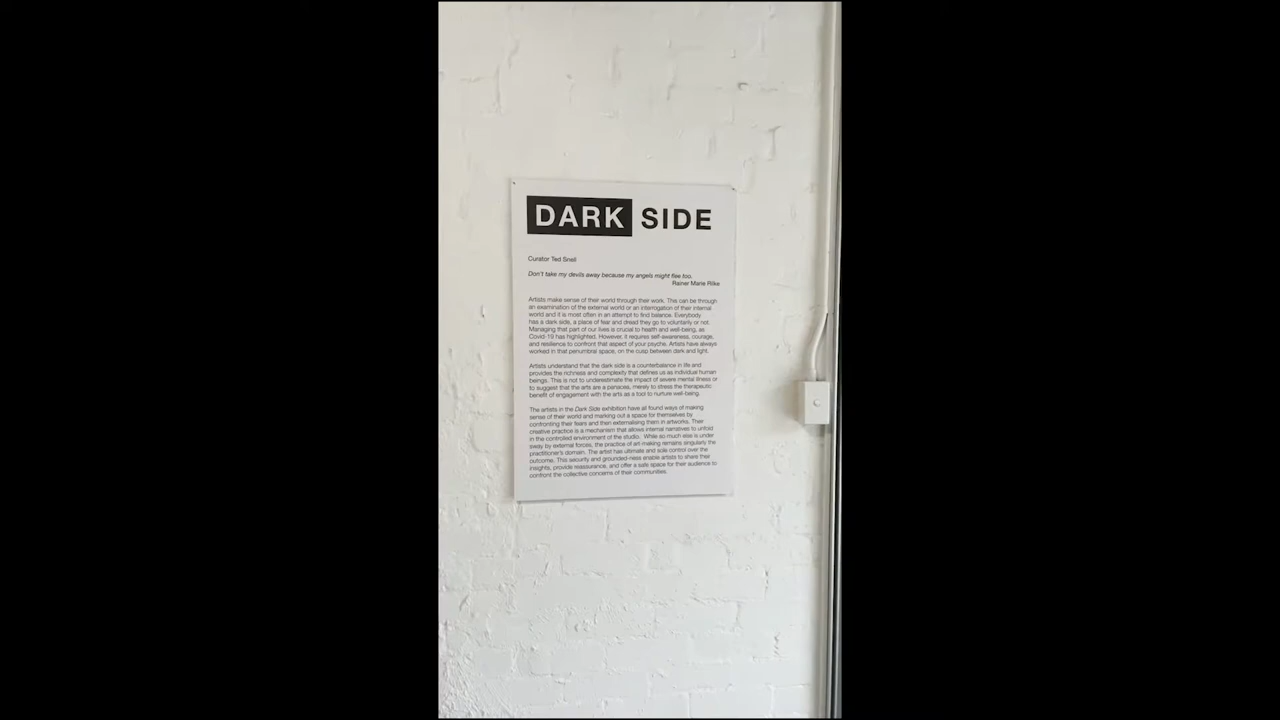 DARK SIDE
Curator Ted Snell
Don't take my devils away because my angels might flee too.
Rainer Marie Rilke
Artists make sense of their world through their work. This can be through
an examination of the external world or an interrogation of their internal
world and it is most often in an attempt to find balance. Everybody
has a dark side, a place of fear and dread they go to voluntarily or not.
Managing that part of our lives is crucial to health and well-being, as
Covid-19 has highlighted. However, it requires self-awareness, courage,
and resilience to confront that aspect of your psyche. Artists have always
worked in that penumbral space, on the cusp between dark and light.
Artists understand that the dark side is a counterbalance in life and
provides the richness and complexity that defines us as individual human
beings. This is not to underestimate the impact of severe mental illness or
to suggest that the arts are a panacea, merely to stress the therapeutic
benefit of engagement with the arts as a tool to nurture well-being.
The artists in the Dark Side exhibition have all found ways of making
sense of their world and marking out a space for themselves by
confronting their fears and then externalising them in artworks. Their
creative practice is a mechanism that allows internal narratives to unfold
in the controlled environment of the studio. While so much else is under
sway by external forces, the practice of art-making remains singularly the
practitioner's domain. The artist has ultimate and sole control over the
outcome. This security and grounded-ness enable artists to share their
insights, provide reassurance, and offer a safe space for their audience to
confront the collective concerns of their communities.